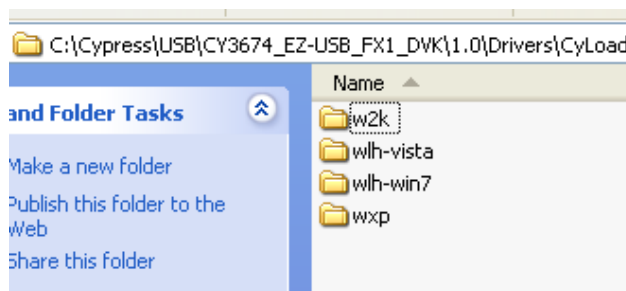 C:\Cypress\USB\CY3674_EZ-USB_FX1_DVK\1.0\Drivers\CyLoad
Name
and Folder Tasks
w2k
wlh-vista
Make a new folder
wlh-win7
Publish this folder to the
Web
wxp
Share this folder